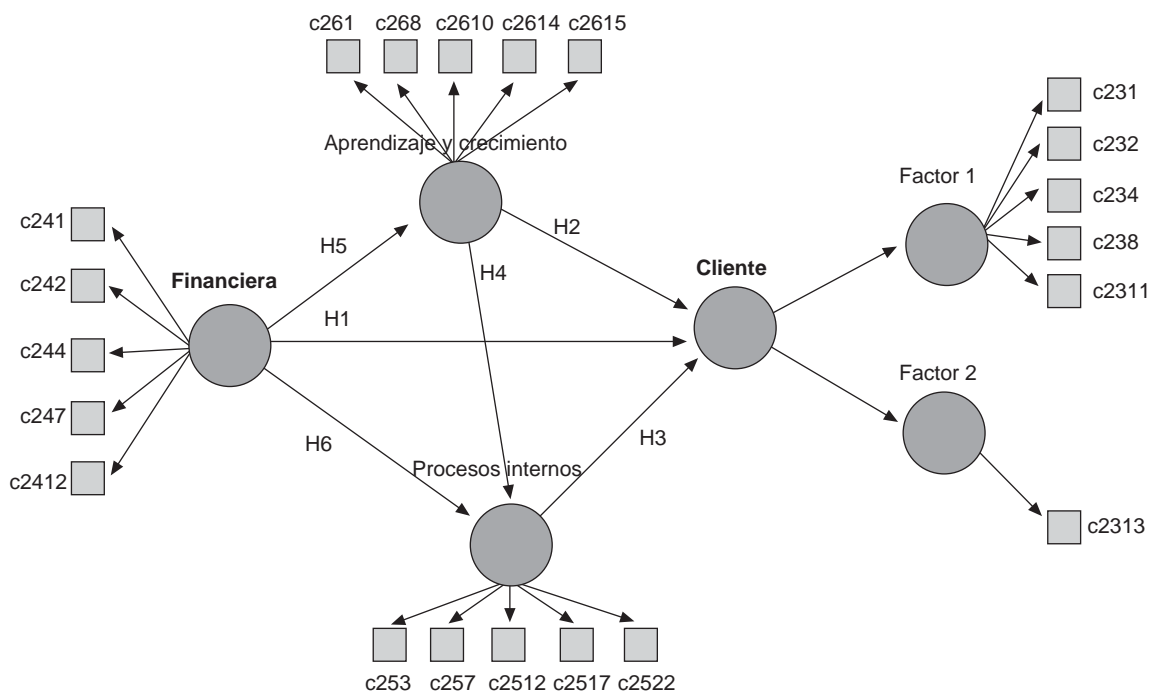 c261 c268 c2610 c2614 c2615
Aprendizaje y crecimiento
c231
c232
c234
c238
c2311
Factor 1
c241
c242
c244
c247
c2412
Financiera
H5
H2
H4
H1
Cliente
H6
H3
Factor 2
c2313
Procesos internos
c253 c257 c2512 c2517 c2522